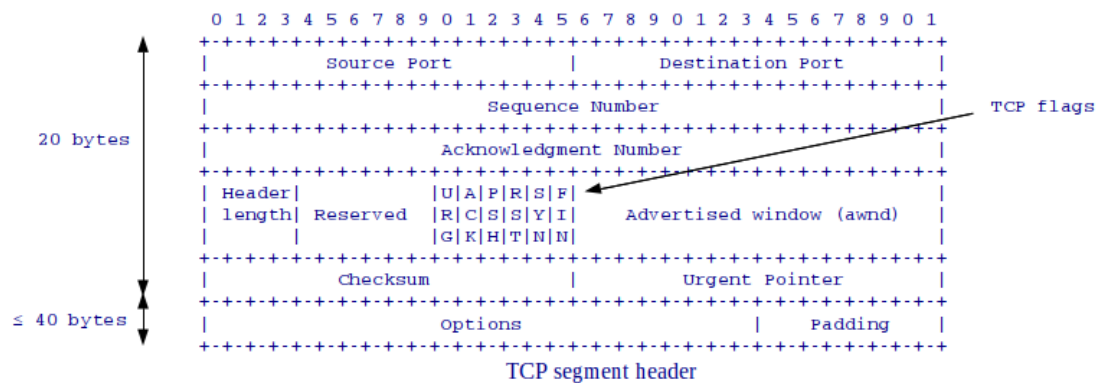 0 1 2 3 4 5 6 7 8 9 0 1 2 3 4 5 6 7 8 9 0 1 2 3 4 5 6 7 8 9 0 1
+-+-+-+-+-+-+-+-+-+-+-+-+-+-+-+-+-+-+-+-+-+-+-+-+-+-+-+-+-+-+-+-+
| Source Port | Destination Port |
+-+-+-+-+-+-+-+-+-+-+-+-+-+-+-+-+-+-+-+-+-+-+-+-+-+-+-+-+-+-+-+-+
| Sequence Number | TCP flags
+-+-+-+-+-+-+-+-+-+-+-+-+-+-+-+-+-+-+-+-+-+-+-+-+-+-+-+-+-+-+-+-+
20 bytes | Acknowledgment Number |
+-+-+-+-+-+-+-+-+-+-+-+-+-+-+-+-+-+-+-+-+-+-+-+-+-+-+-+-+-+-+-+-+
| Header| |U|A|P|R|S|F| |
| length| Reserved |R|C|S|S|Y|I| Advertised window (awnd) |
| | |G|K|H|T|N|N| |
+-+-+-+-+-+-+-+-+-+-+-+-+-+-+-+-+-+-+-+-+-+-+-+-+-+-+-+-+-+-+-+-+
| Checksum | Urgent Pointer |
+-+-+-+-+-+-+-+-+-+-+-+-+-+-+-+-+-+-+-+-+-+-+-+-+-+-+-+-+-+-+-+-+
≤ 40 bytes | Options | Padding |
+-+-+-+-+-+-+-+-+-+-+-+-+-+-+-+-+-+-+-+-+-+-+-+-+-+-+-+-+-+-+-+-+
TCP segment header